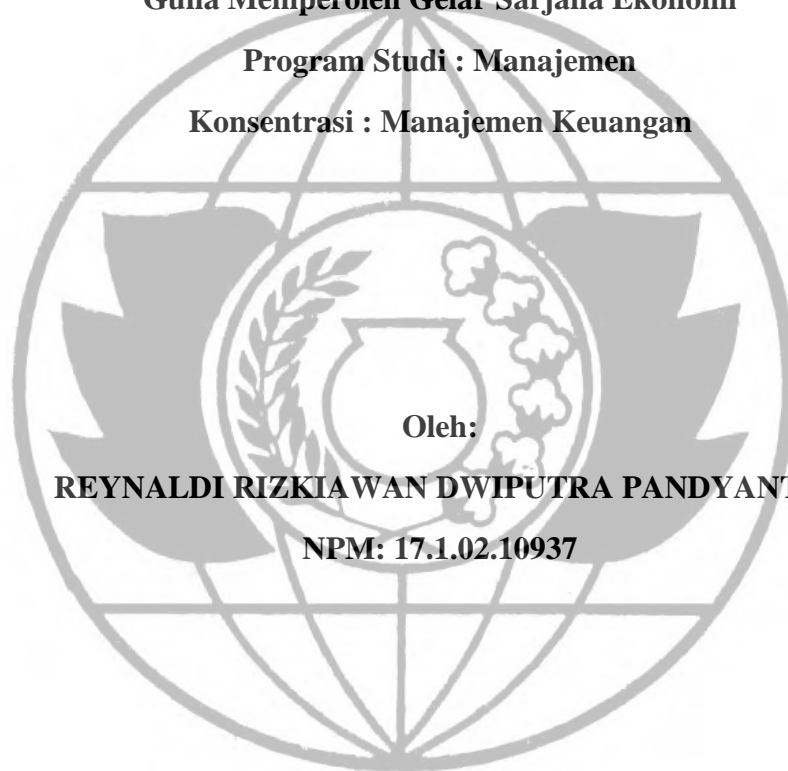 Guna Memperoleh Gelar Sarjana Ekonomi
Program Studi : Manajemen
Konsentrasi : Manajemen Keuangan
Oleh:
REYNALDI RIZKIAWAN DWIPUTRA PANDYANT
NPM: 17.1.02.10937